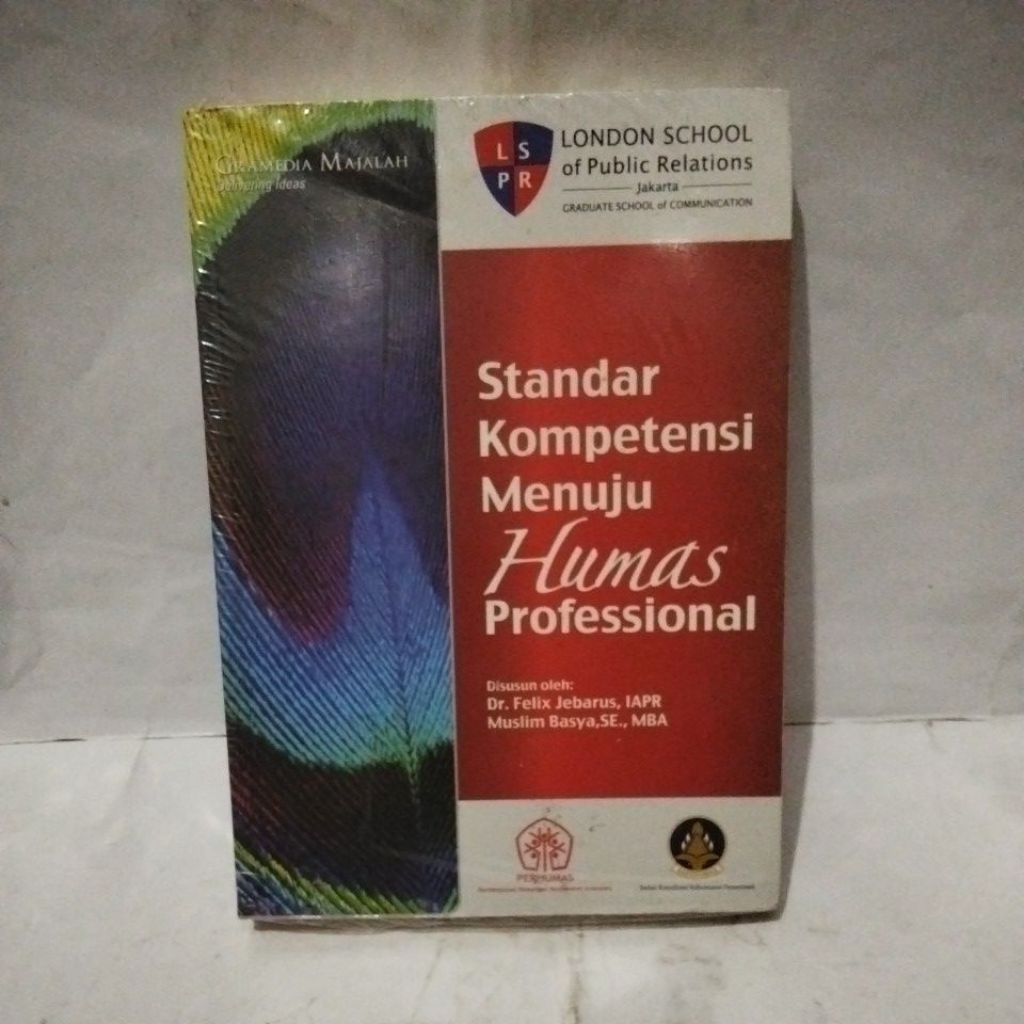 GRAMEDIA MAJALAH
Delivering ideas
L S
P R
LONDON SCHOOL
of Public Relations
Jakarta
GRADUATE SCHOOL of COMMUNICATION
Standar
Kompetensi
Menuju
Humas
Professional
Disusun oleh:
Dr. Felix Jebarus, IAPR
Muslim Basya,SE., MBA
PERHUMAS